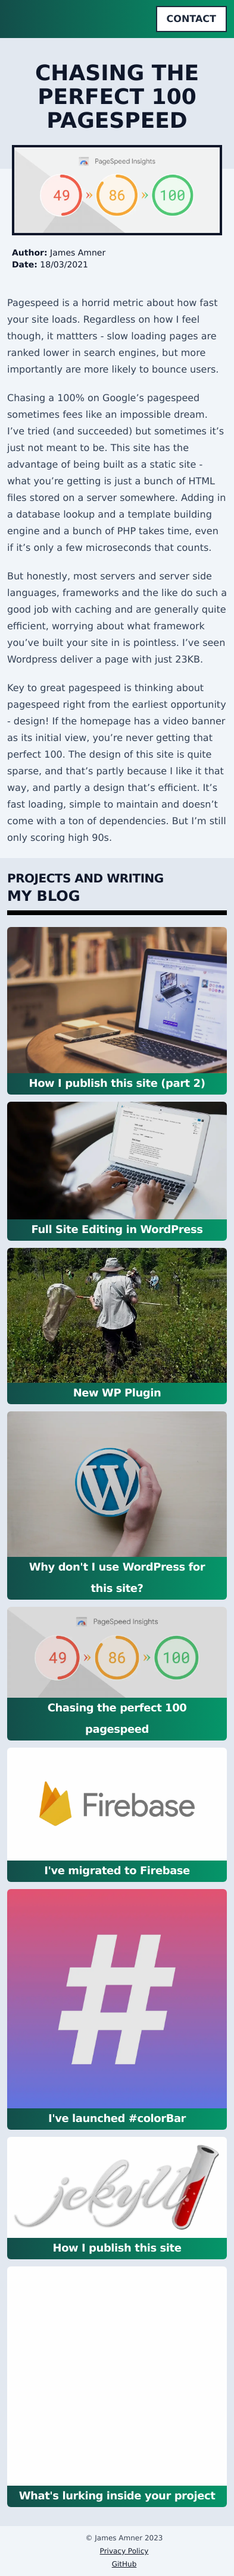 CONTACT
CHASING THE
PERFECT 100
PAGESPEED
PageSpeed Insights
49 » 86 » 100
Author: James Amner
Date: 18/03/2021
Pagespeed is a horrid metric about how fast
your site loads. Regardless on how I feel
though, it mattters - slow loading pages are
ranked lower in search engines, but more
importantly are more likely to bounce users.
Chasing a 100% on Google’s pagespeed
sometimes fees like an impossible dream.
I’ve tried (and succeeded) but sometimes it’s
just not meant to be. This site has the
advantage of being built as a static site -
what you’re getting is just a bunch of HTML
files stored on a server somewhere. Adding in
a database lookup and a template building
engine and a bunch of PHP takes time, even
if it’s only a few microseconds that counts.
But honestly, most servers and server side
languages, frameworks and the like do such a
good job with caching and are generally quite
efficient, worrying about what framework
you’ve built your site in is pointless. I’ve seen
Wordpress deliver a page with just 23KB.
Key to great pagespeed is thinking about
pagespeed right from the earliest opportunity
- design! If the homepage has a video banner
as its initial view, you’re never getting that
perfect 100. The design of this site is quite
sparse, and that’s partly because I like it that
way, and partly a design that’s efficient. It’s
fast loading, simple to maintain and doesn’t
come with a ton of dependencies. But I’m still
only scoring high 90s.
PROJECTS AND WRITING
MY BLOG
How I publish this site (part 2)
Full Site Editing in WordPress
New WP Plugin
Why don't I use WordPress for
this site?
PageSpeed Insights
49 » 86 » 100
Chasing the perfect 100
pagespeed
Firebase
I've migrated to Firebase
#
I've launched #colorBar
jekyll
How I publish this site
What's lurking inside your project
© James Amner 2023
Privacy Policy
GitHub